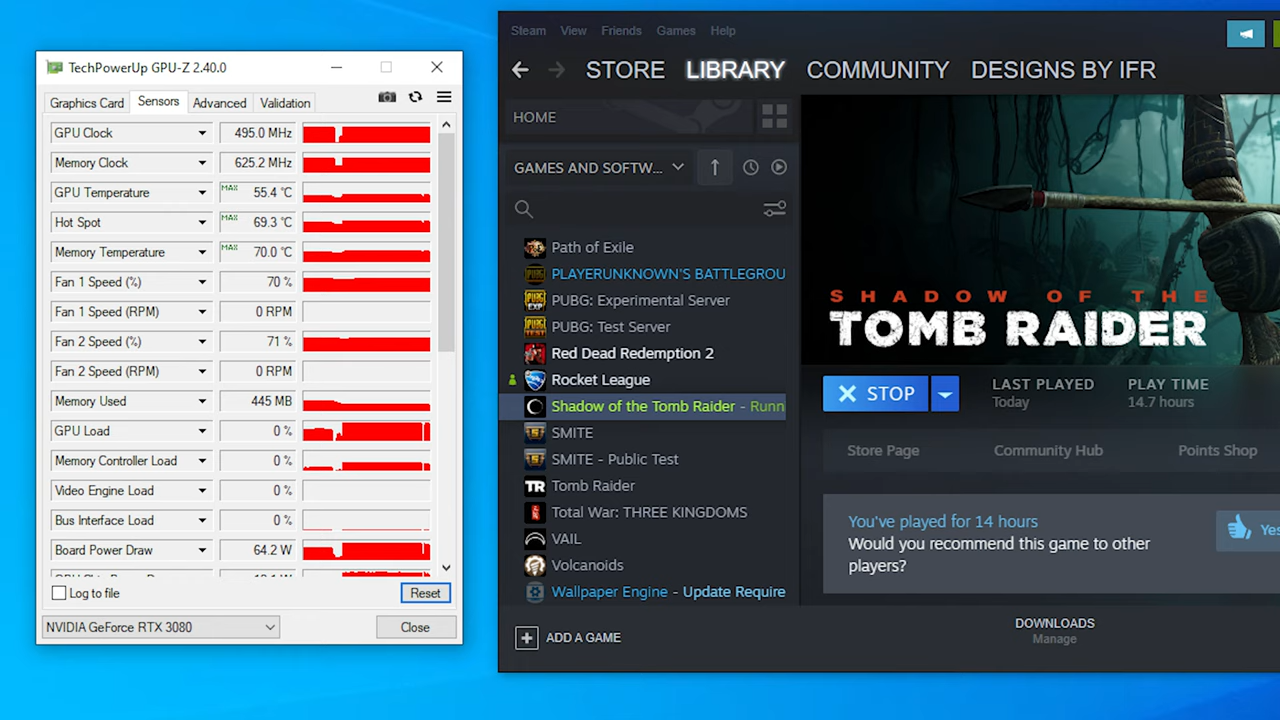 TechPowerUp GPU-Z 2.40.0
Graphics Card Sensors Advanced Validation
GPU Clock 495.0 MHz
Memory Clock 625.2 MHz
GPU Temperature MAX 55.4 °C
Hot Spot MAX 69.3 °C
Memory Temperature MAX 70.0 °C
Fan 1 Speed (%) 70 %
Fan 1 Speed (RPM) 0 RPM
Fan 2 Speed (%) 71 %
Fan 2 Speed (RPM) 0 RPM
Memory Used 445 MB
GPU Load 0 %
Memory Controller Load 0 %
Video Engine Load 0 %
Bus Interface Load 0 %
Board Power Draw 64.2 W
Log to file Reset
NVIDIA GeForce RTX 3080 Close
Steam View Friends Games Help
STORE LIBRARY COMMUNITY DESIGNS BY IFR
HOME
GAMES AND SOFTW...
Path of Exile
PLAYERUNKNOWN'S BATTLEGROU
PUBG: Experimental Server
PUBG: Test Server
Red Dead Redemption 2
Rocket League
Shadow of the Tomb Raider - Runn
SMITE
SMITE - Public Test
Tomb Raider
Total War: THREE KINGDOMS
VAIL
Volcanoids
Wallpaper Engine - Update Require
ADD A GAME
SHADOW OF THE
TOMB RAIDER
STOP
LAST PLAYED
Today
PLAY TIME
14.7 hours
Store Page Community Hub Points Shop
You've played for 14 hours
Would you recommend this game to other
players?
Yes
DOWNLOADS
Manage